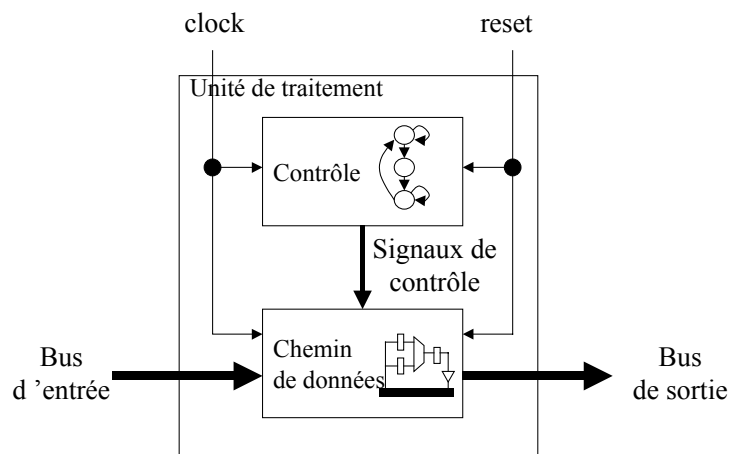 clock
reset
Unité de traitement
Contrôle
Signaux de
contrôle
Chemin
de données
Bus
d ’entrée
Bus
de sortie